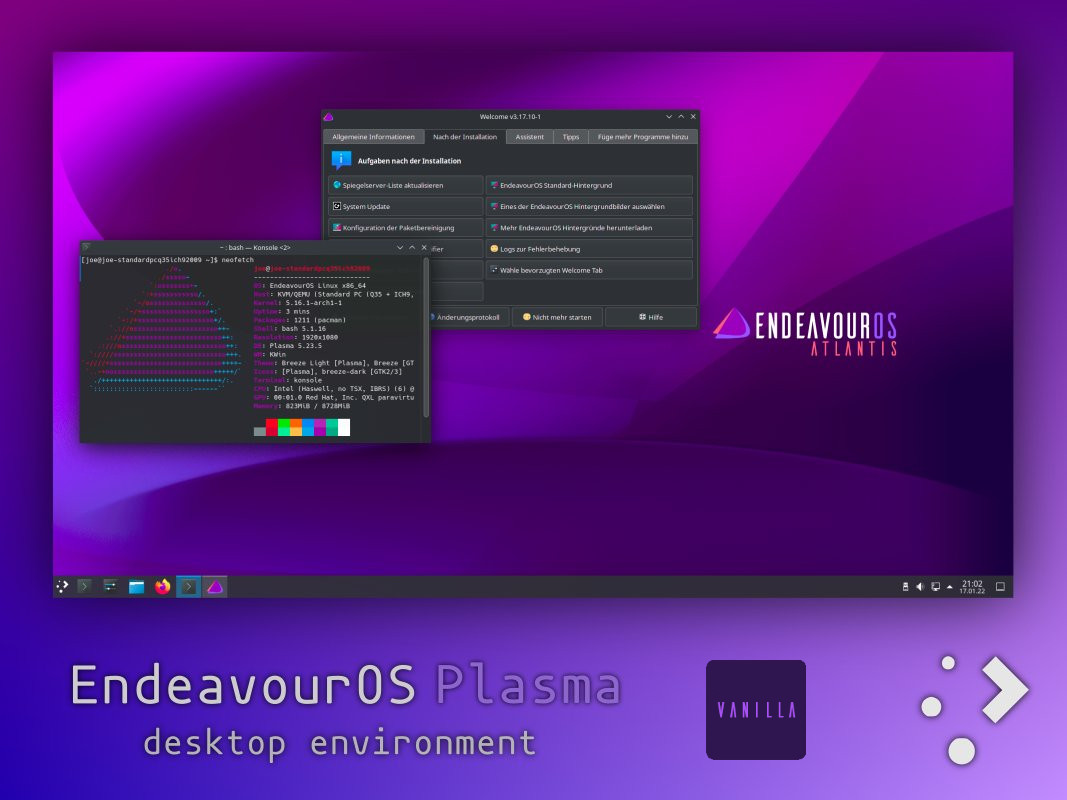 Welcome v3.17.10-1
Allgemeine Informationen Nach der Installation Assistent Tipps Füge mehr Programme hinzu
Aufgaben nach der Installation
Spiegelserver-Liste aktualisieren EndeavourOS Standard-Hintergrund
System Update Eines der EndeavourOS Hintergrundbilder auswählen
Konfiguration der Paketbereinigung Mehr EndeavourOS Hintergründe herunterladen
Logs zur Fehlerbehebung
Wähle bevorzugten Welcome Tab
Änderungsprotokoll Nicht mehr starten Hilfe
~ : bash — Konsole <2>
[joe@joe-standardpcq35ich92009 ~]$ neofetch
joe@joe-standardpcq35ich92009
OS: EndeavourOS Linux x86_64
Host: KVM/QEMU (Standard PC (Q35 + ICH9,
Kernel: 5.16.1-arch1-1
Uptime: 3 mins
Packages: 1211 (pacman)
Shell: bash 5.1.16
Resolution: 1920x1080
DE: Plasma 5.23.5
WM: KWin
Theme: Breeze Light [Plasma], Breeze [GT
Icons: [Plasma], breeze-dark [GTK2/3]
Terminal: konsole
CPU: Intel (Haswell, no TSX, IBRS) (6) @
GPU: 00:01.0 Red Hat, Inc. QXL paravirtu
Memory: 823MiB / 8728MiB
ENDEAVOUROS
ATLANTIS
21:02
17.01.22
EndeavourOS Plasma
desktop environment
VANILLA